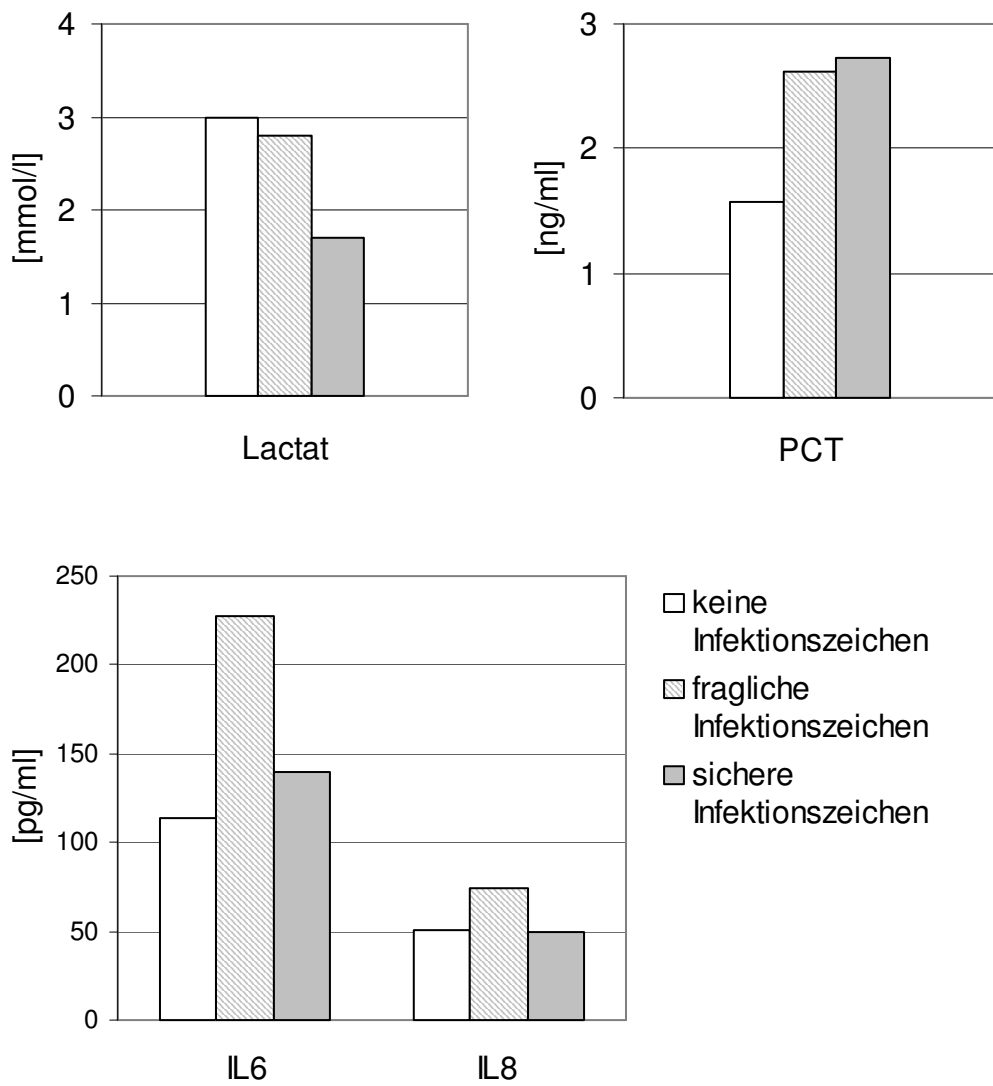 4
3
2
1
0
[mmol/l]
Lactat
3
2
1
0
[ng/ml]
PCT
250
200
150
100
50
0
[pg/ml]
IL6
IL8
keine
Infektionszeichen
fragliche
Infektionszeichen
sichere
Infektionszeichen